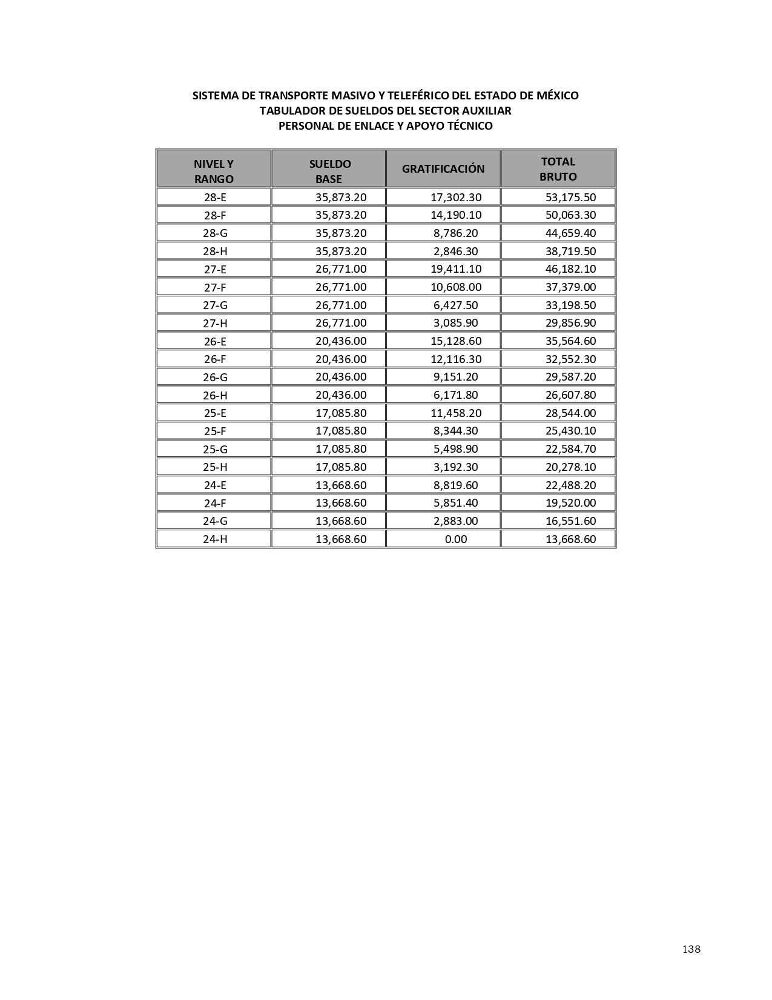 SISTEMA DE TRANSPORTE MASIVO Y TELEFÉRICO DEL ESTADO DE MÉXICO
TABULADOR DE SUELDOS DEL SECTOR AUXILIAR
PERSONAL DE ENLACE Y APOYO TÉCNICO
NIVEL Y RANGO SUELDO BASE GRATIFICACIÓN TOTAL BRUTO
28-E 35,873.20 17,302.30 53,175.50
28-F 35,873.20 14,190.10 50,063.30
28-G 35,873.20 8,786.20 44,659.40
28-H 35,873.20 2,846.30 38,719.50
27-E 26,771.00 19,411.10 46,182.10
27-F 26,771.00 10,608.00 37,379.00
27-G 26,771.00 6,427.50 33,198.50
27-H 26,771.00 3,085.90 29,856.90
26-E 20,436.00 15,128.60 35,564.60
26-F 20,436.00 12,116.30 32,552.30
26-G 20,436.00 9,151.20 29,587.20
26-H 20,436.00 6,171.80 26,607.80
25-E 17,085.80 11,458.20 28,544.00
25-F 17,085.80 8,344.30 25,430.10
25-G 17,085.80 5,498.90 22,584.70
25-H 17,085.80 3,192.30 20,278.10
24-E 13,668.60 8,819.60 22,488.20
24-F 13,668.60 5,851.40 19,520.00
24-G 13,668.60 2,883.00 16,551.60
24-H 13,668.60 0.00 13,668.60
138